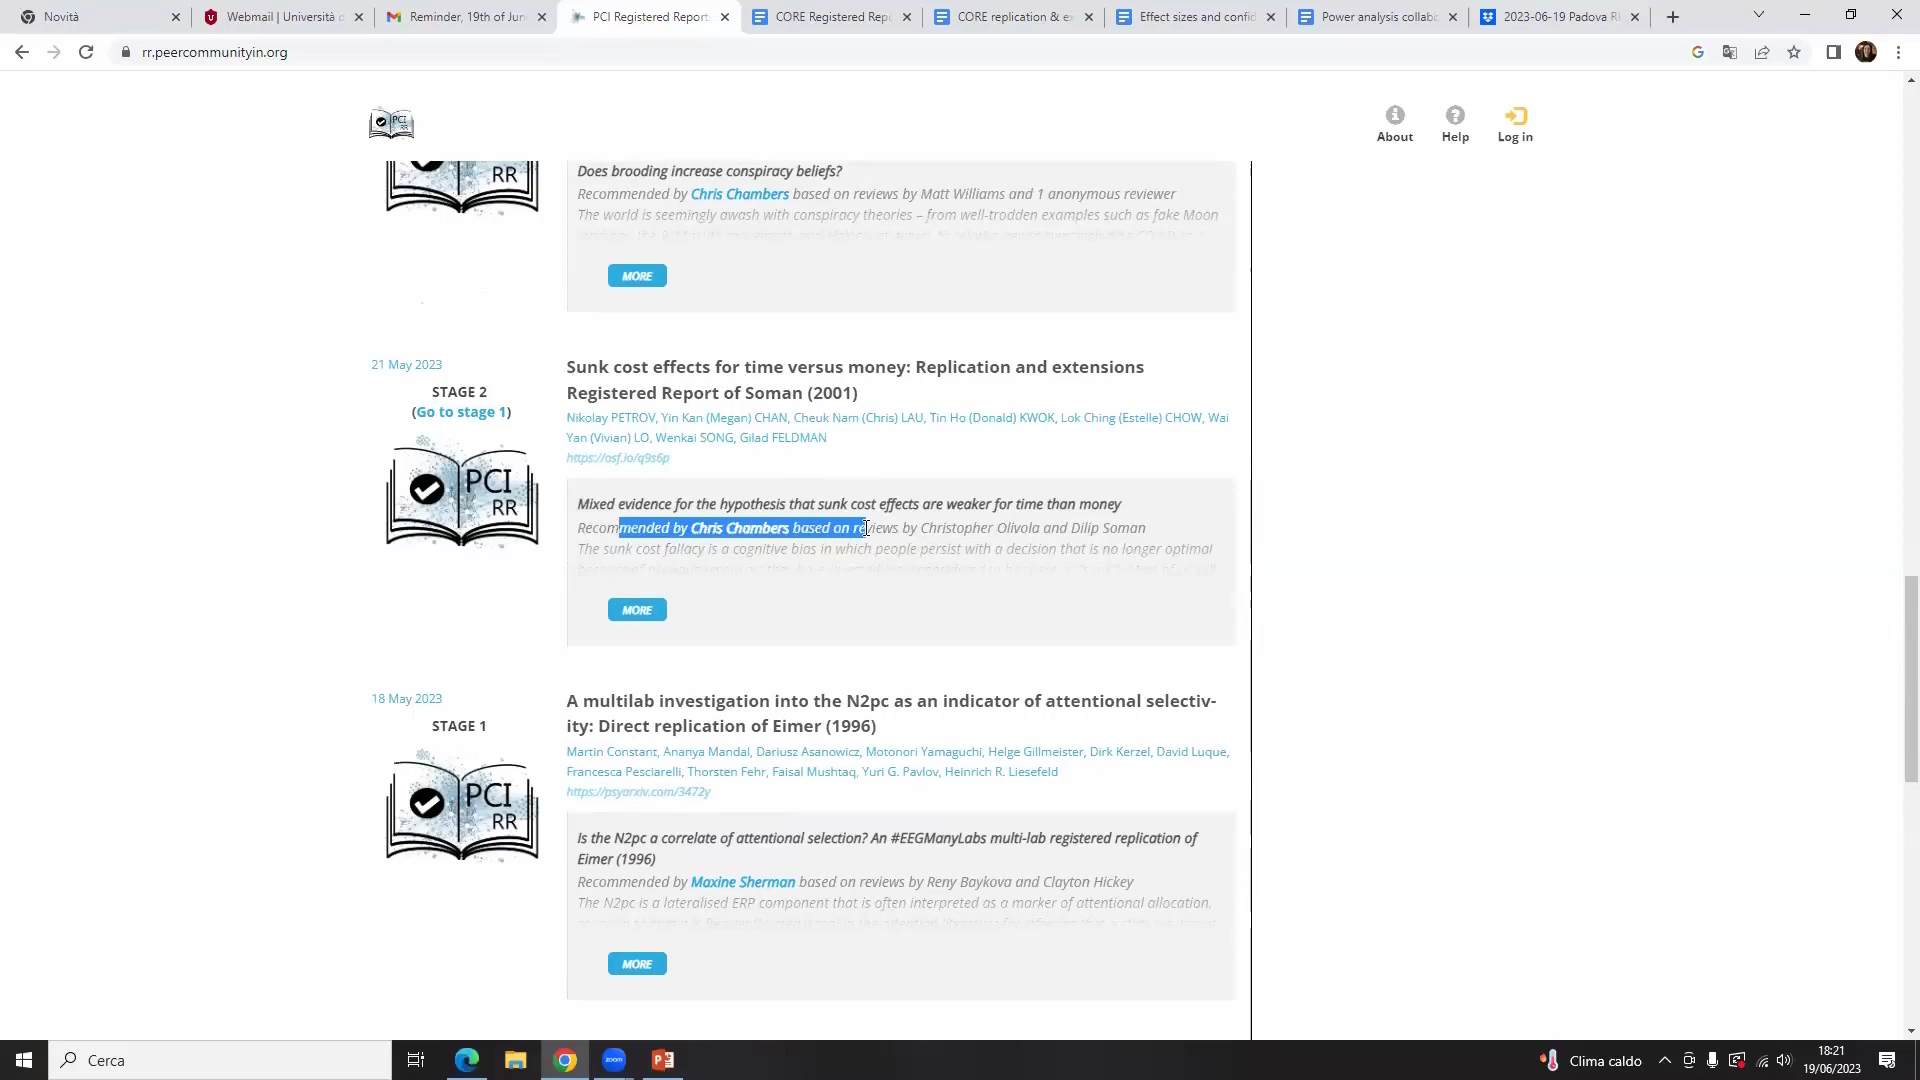 Novità
Webmail | Università d
Reminder, 19th of Jun
PCI Registered Report
CORE Registered Repo
CORE replication & ex
Effect sizes and confid
Power analysis collabo
2023-06-19 Padova R
rr.peercommunityin.org
PCI
RR
About
Help
Log in
RR
Does brooding increase conspiracy beliefs?
Recommended by Chris Chambers based on reviews by Matt Williams and 1 anonymous reviewer
The world is seemingly awash with conspiracy theories – from well-trodden examples such as fake Moon
MORE
21 May 2023
STAGE 2
(Go to stage 1)
PCI
RR
Sunk cost effects for time versus money: Replication and extensions
Registered Report of Soman (2001)
Nikolay PETROV, Yin Kan (Megan) CHAN, Cheuk Nam (Chris) LAU, Tin Ho (Donald) KWOK, Lok Ching (Estelle) CHOW, Wai
Yan (Vivian) LO, Wenkai SONG, Gilad FELDMAN
https://osf.io/q9s6p
Mixed evidence for the hypothesis that sunk cost effects are weaker for time than money
Recommended by Chris Chambers based on reviews by Christopher Olivola and Dilip Soman
The sunk cost fallacy is a cognitive bias in which people persist with a decision that is no longer optimal
MORE
18 May 2023
STAGE 1
PCI
RR
A multilab investigation into the N2pc as an indicator of attentional selectiv-
ity: Direct replication of Eimer (1996)
Martin Constant, Ananya Mandal, Dariusz Asanowicz, Motonori Yamaguchi, Helge Gillmeister, Dirk Kerzel, David Luque,
Francesca Pesciarelli, Thorsten Fehr, Faisal Mushtaq, Yuri G. Pavlov, Heinrich R. Liesefeld
https://psyarxiv.com/3472y
Is the N2pc a correlate of attentional selection? An #EEGManyLabs multi-lab registered replication of
Eimer (1996)
Recommended by Maxine Sherman based on reviews by Reny Baykova and Clayton Hickey
The N2pc is a lateralised ERP component that is often interpreted as a marker of attentional allocation,
MORE
Cerca
zoom
Clima caldo
18:21
19/06/2023